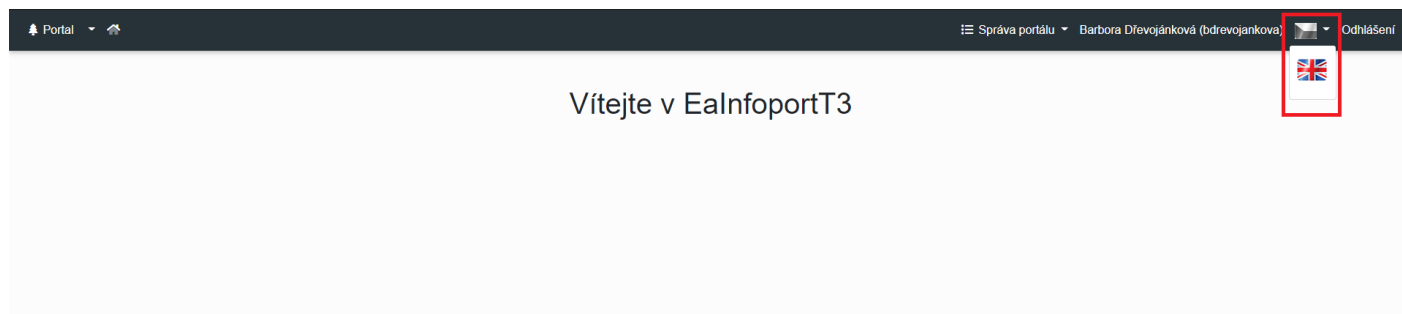 Portal
Správa portálu Barbora Dřevojánková (bdrevojankova) Odhlášení
Vítejte v EaInfoportT3